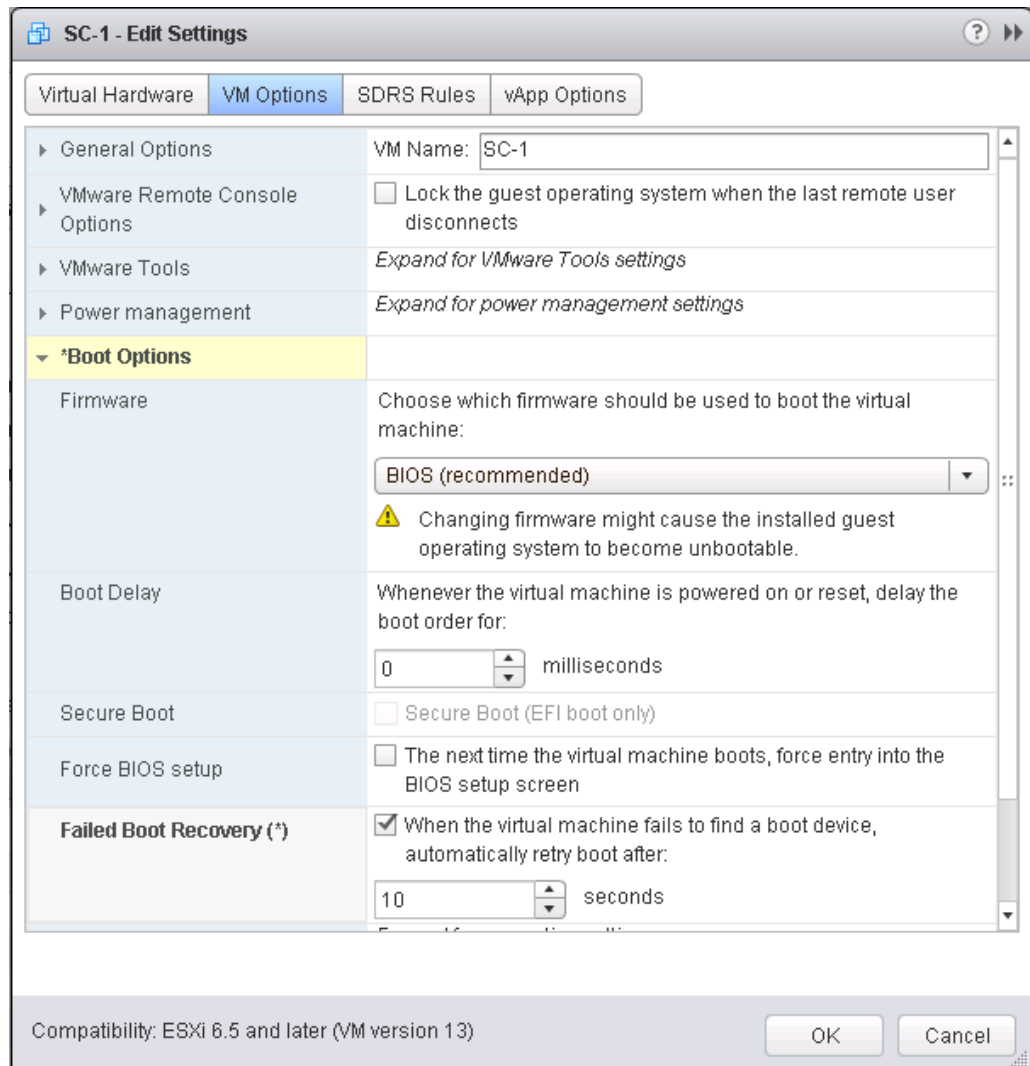 SC-1 - Edit Settings
?
Virtual Hardware
VM Options
SDRS Rules
vApp Options
General Options
VM Name: SC-1
VMware Remote Console
Options
Lock the guest operating system when the last remote user
disconnects
VMware Tools
Expand for VMware Tools settings
Power management
Expand for power management settings
*Boot Options
Firmware
Choose which firmware should be used to boot the virtual
machine:
BIOS (recommended)
Changing firmware might cause the installed guest
operating system to become unbootable.
Boot Delay
Whenever the virtual machine is powered on or reset, delay the
boot order for:
0 milliseconds
Secure Boot
Secure Boot (EFI boot only)
Force BIOS setup
The next time the virtual machine boots, force entry into the
BIOS setup screen
Failed Boot Recovery (*)
When the virtual machine fails to find a boot device,
automatically retry boot after:
10 seconds
Compatibility: ESXi 6.5 and later (VM version 13)
OK
Cancel